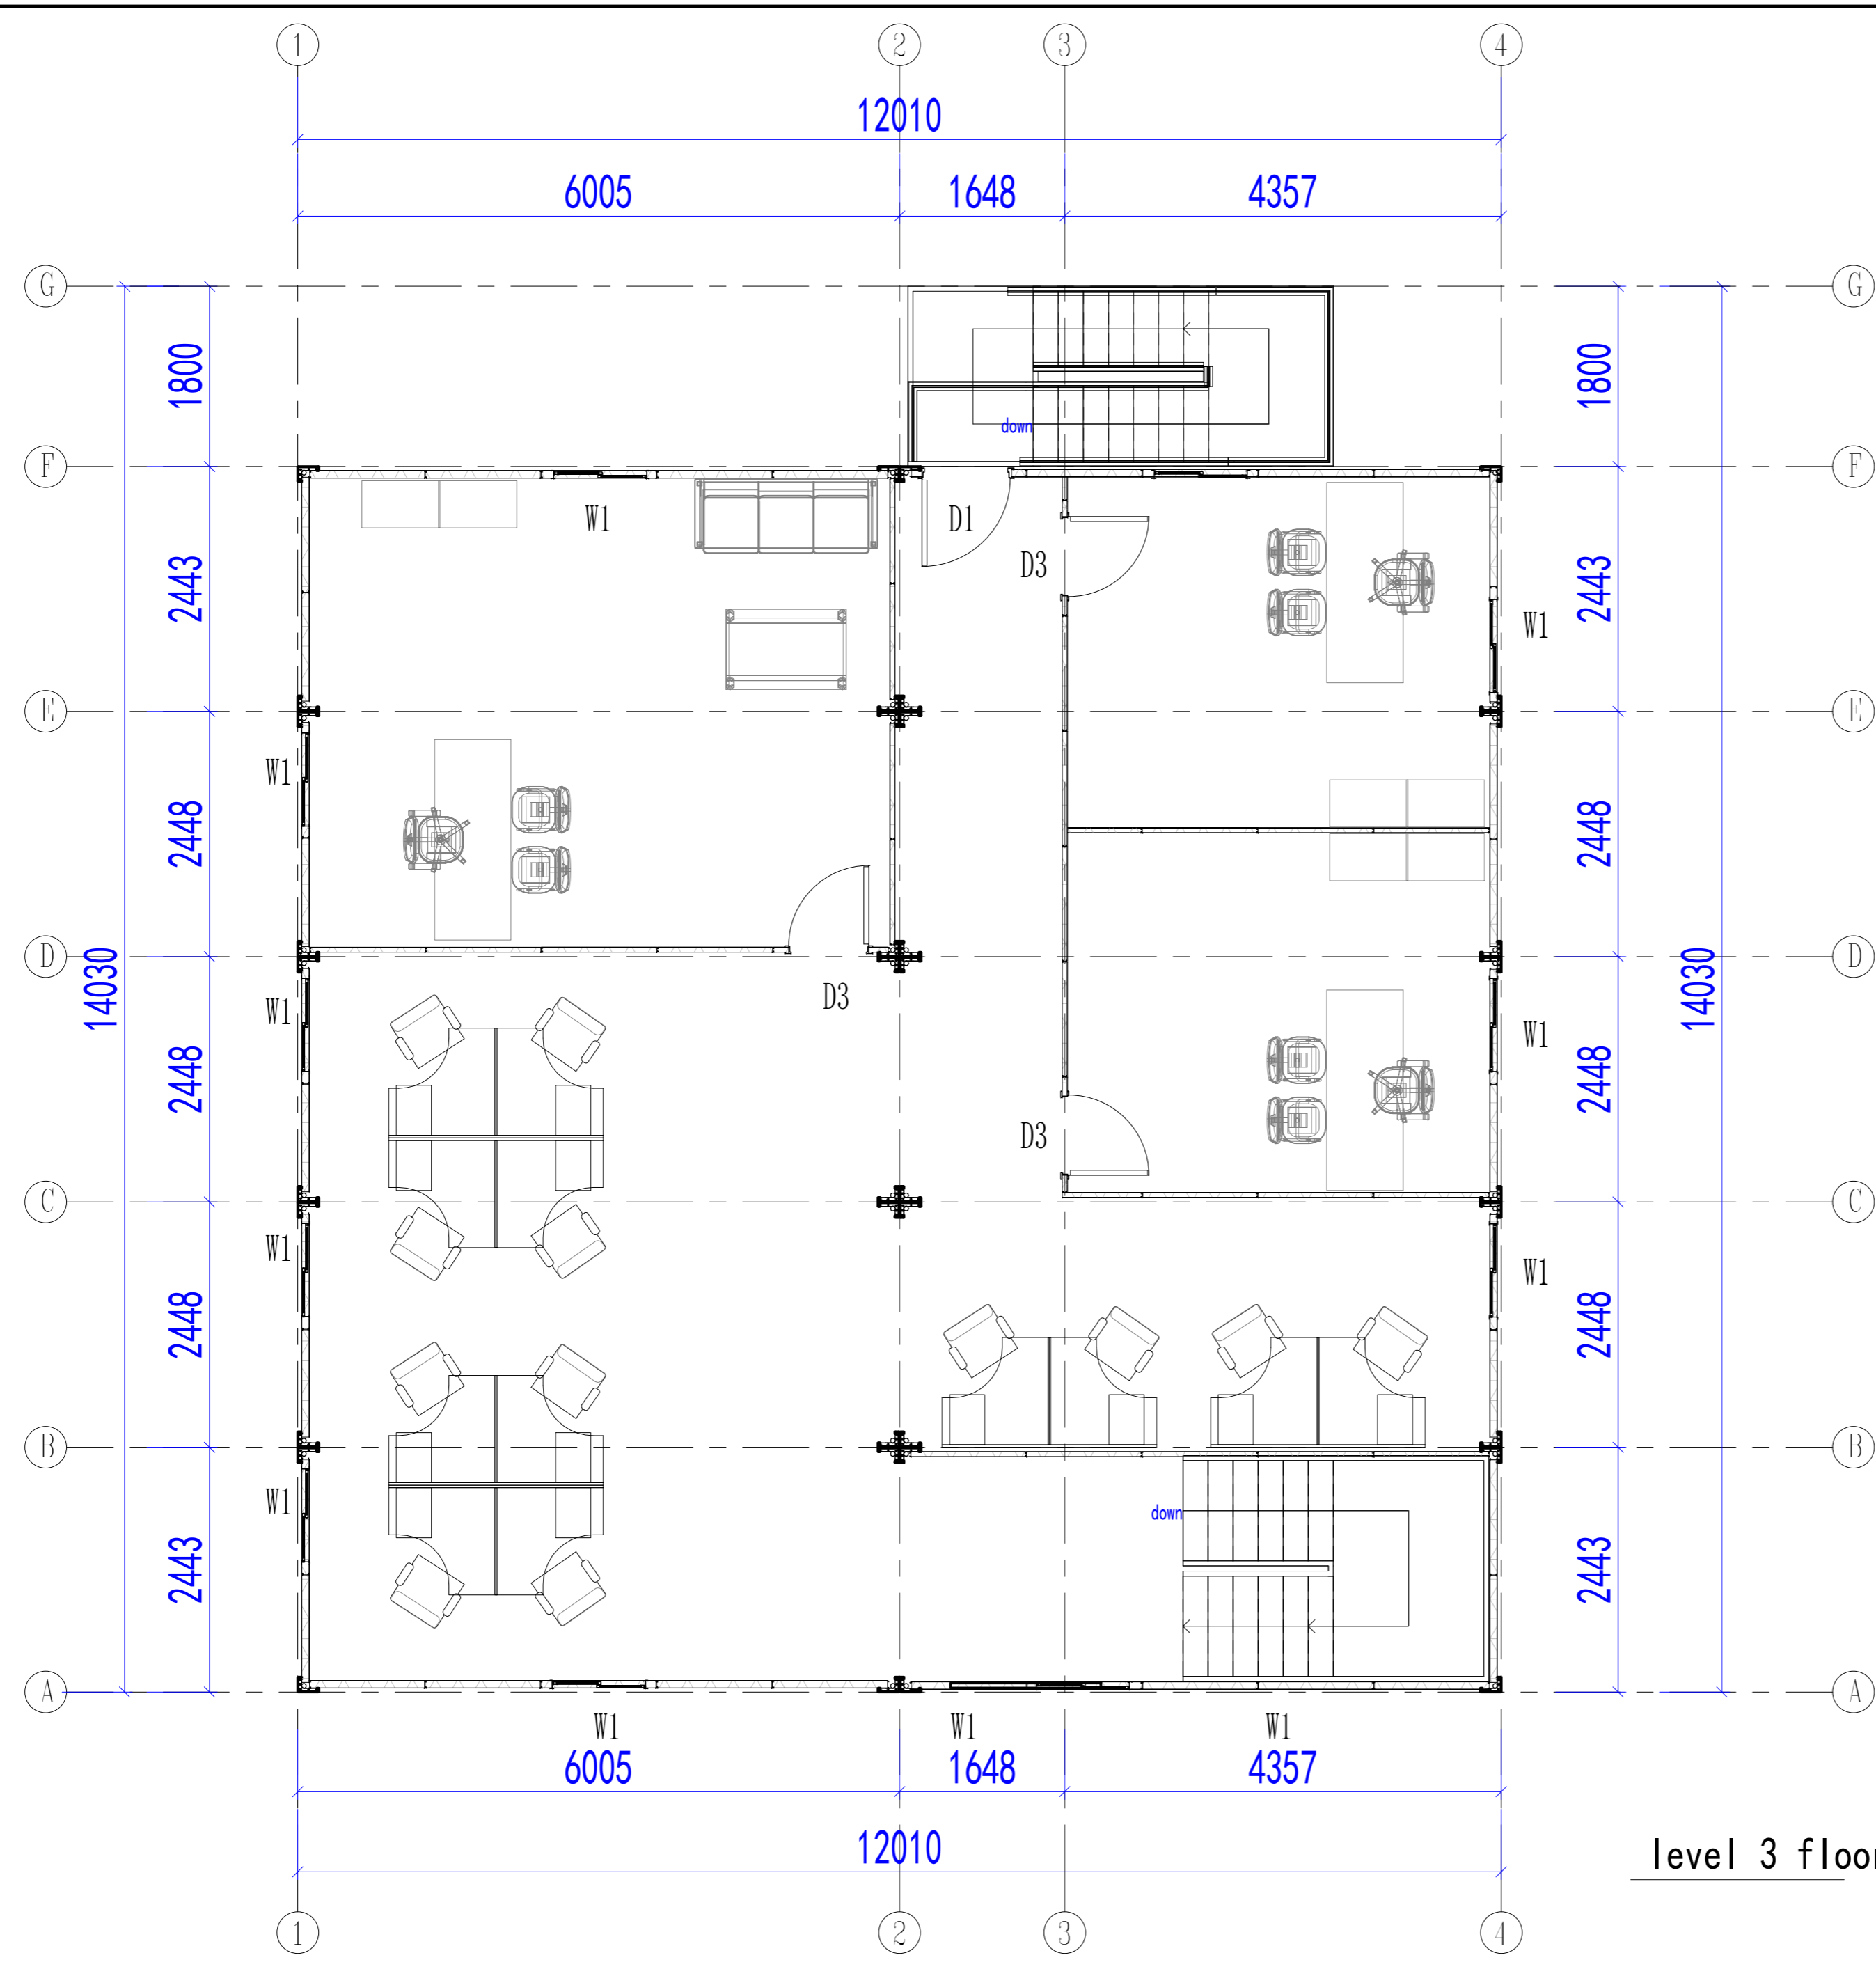 1 2 3 4
12010
6005 1648 4357
G G
1800 1800
down
F F
W1 D1
D3
2443 2443
W1
E E
W1
2448 2448
D D
14030 14030
D3
W1 W1
2448 2448
D3
C C
W1 W1
2448 2448
B B
W1 down
2443 2443
A A
W1 W1 W1
6005 1648 4357
12010
level 3 floor
1 2 3 4